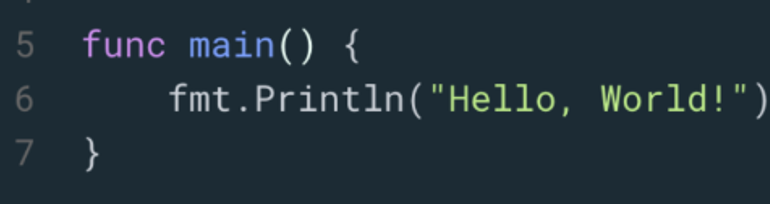 5 func main() {
6     fmt.Println("Hello, World!")
7 }